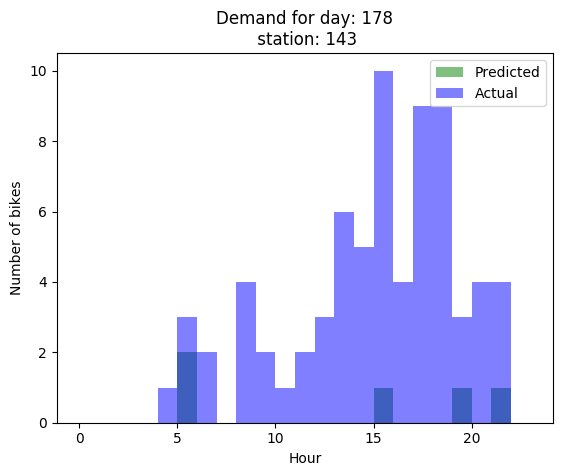 Demand for day: 178
station: 143
Predicted
Actual
10
8
6
4
2
0
Number of bikes
0 5 10 15 20
Hour